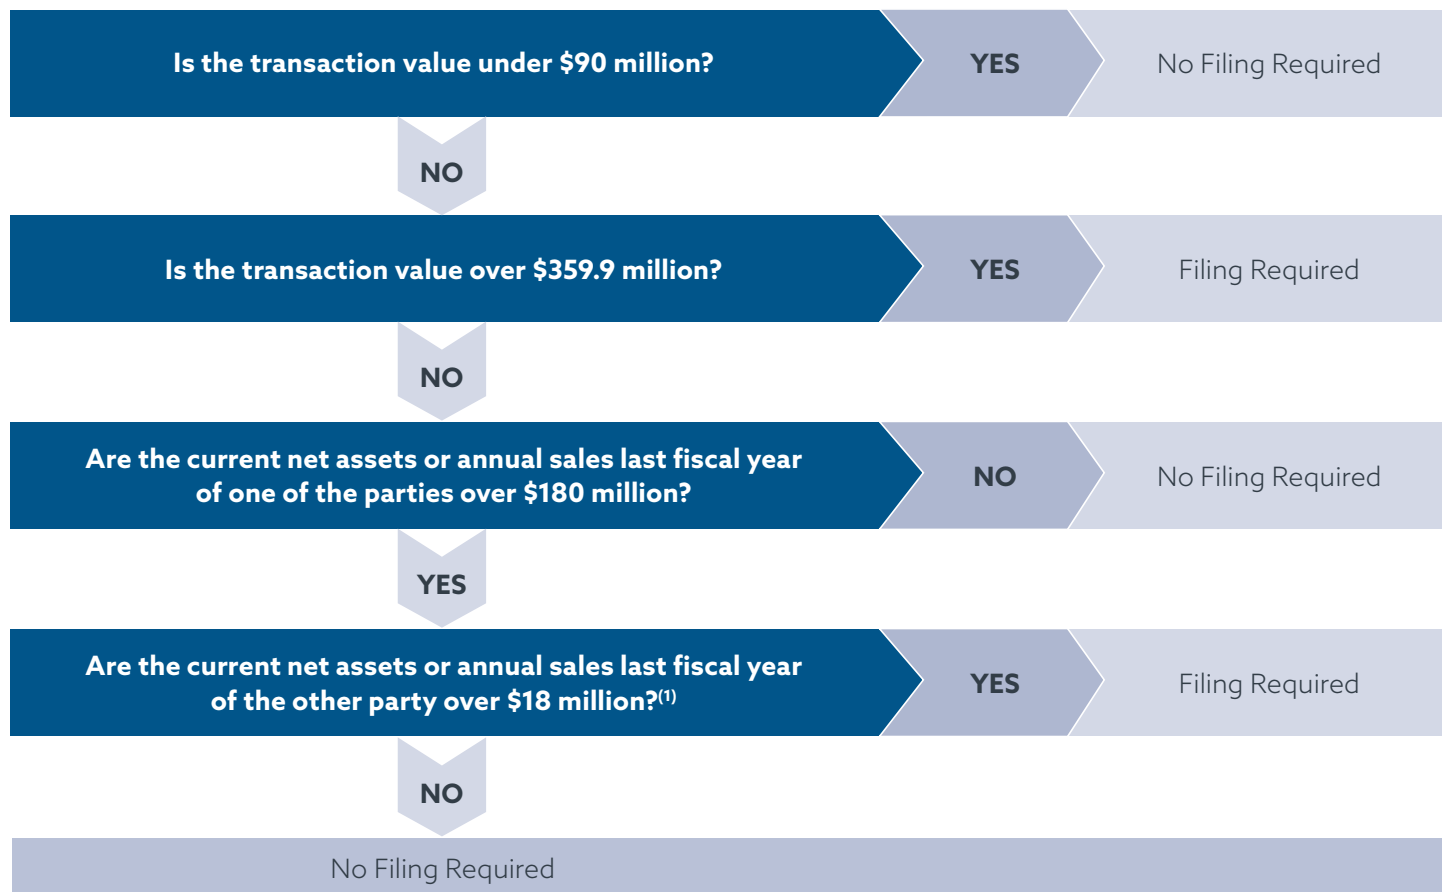 Is the transaction value under $90 million?
YES
No Filing Required
NO
Is the transaction value over $359.9 million?
YES
Filing Required
NO
Are the current net assets or annual sales last fiscal year
of one of the parties over $180 million?
NO
No Filing Required
YES
Are the current net assets or annual sales last fiscal year
of the other party over $18 million?(1)
YES
Filing Required
NO
No Filing Required